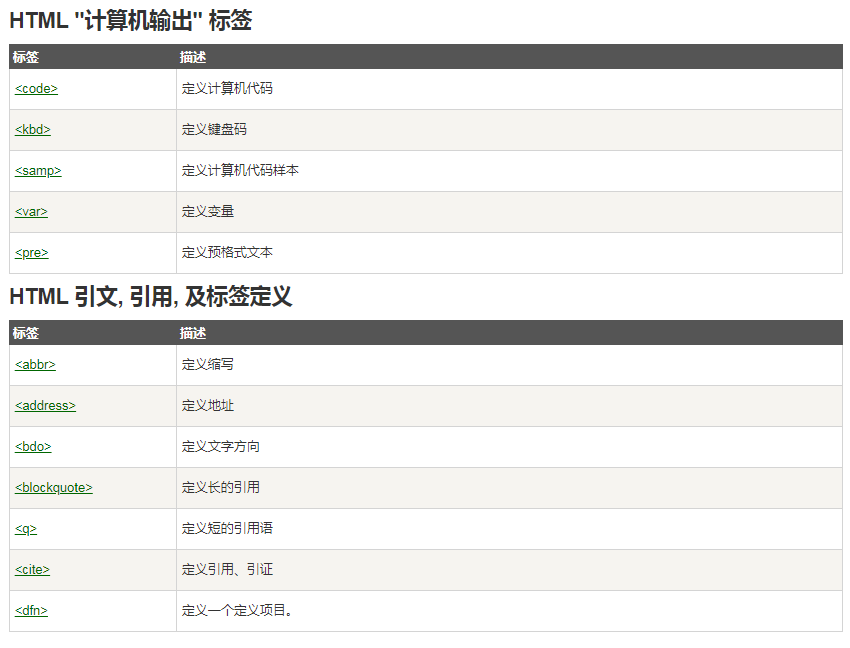 HTML "计算机输出" 标签
标签 描述
<code> 定义计算机代码
<kbd> 定义键盘码
<samp> 定义计算机代码样本
<var> 定义变量
<pre> 定义预格式文本
HTML 引文, 引用, 及标签定义
标签 描述
<abbr> 定义缩写
<address> 定义地址
<bdo> 定义文字方向
<blockquote> 定义长的引用
<q> 定义短的引用语
<cite> 定义引用、引证
<dfn> 定义一个定义项目。